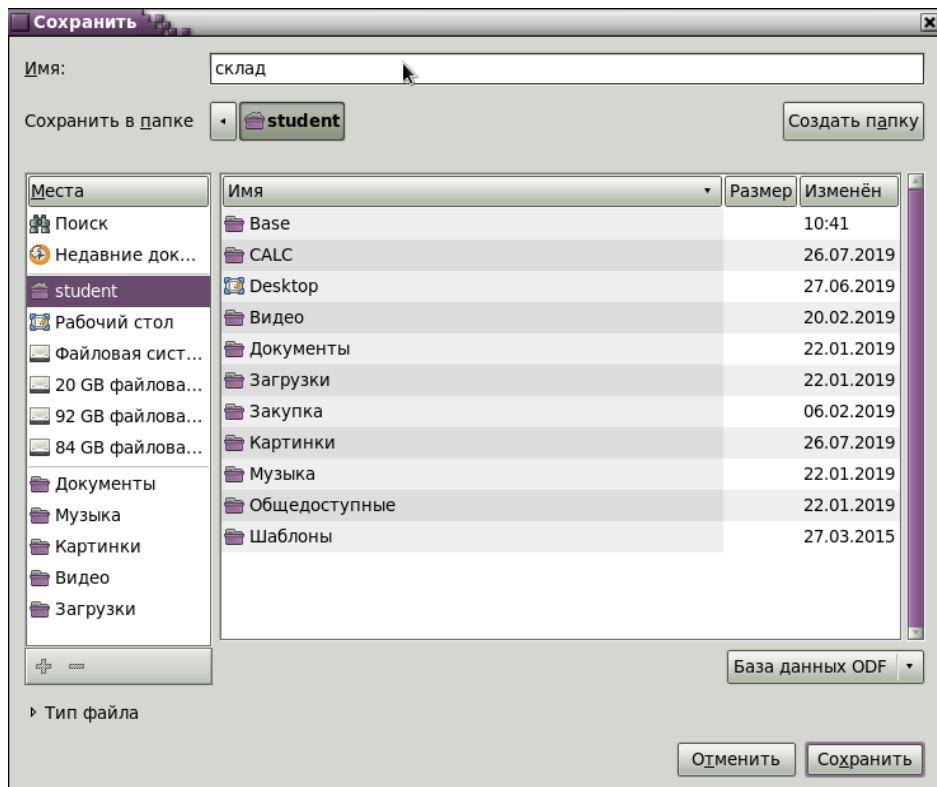 Сохранить
Имя: склад
Сохранить в папке student Создать папку
Места
Поиск
Недавние док...
student
Рабочий стол
Файловая сист...
20 GB файлова...
92 GB файлова...
84 GB файлова...
Документы
Музыка
Картинки
Видео
Загрузки
Имя Размер Изменён
Base 10:41
CALC 26.07.2019
Desktop 27.06.2019
Видео 20.02.2019
Документы 22.01.2019
Загрузки 22.01.2019
Закупка 06.02.2019
Картинки 26.07.2019
Музыка 22.01.2019
Общедоступные 22.01.2019
Шаблоны 27.03.2015
База данных ODF
Тип файла
Отменить Сохранить